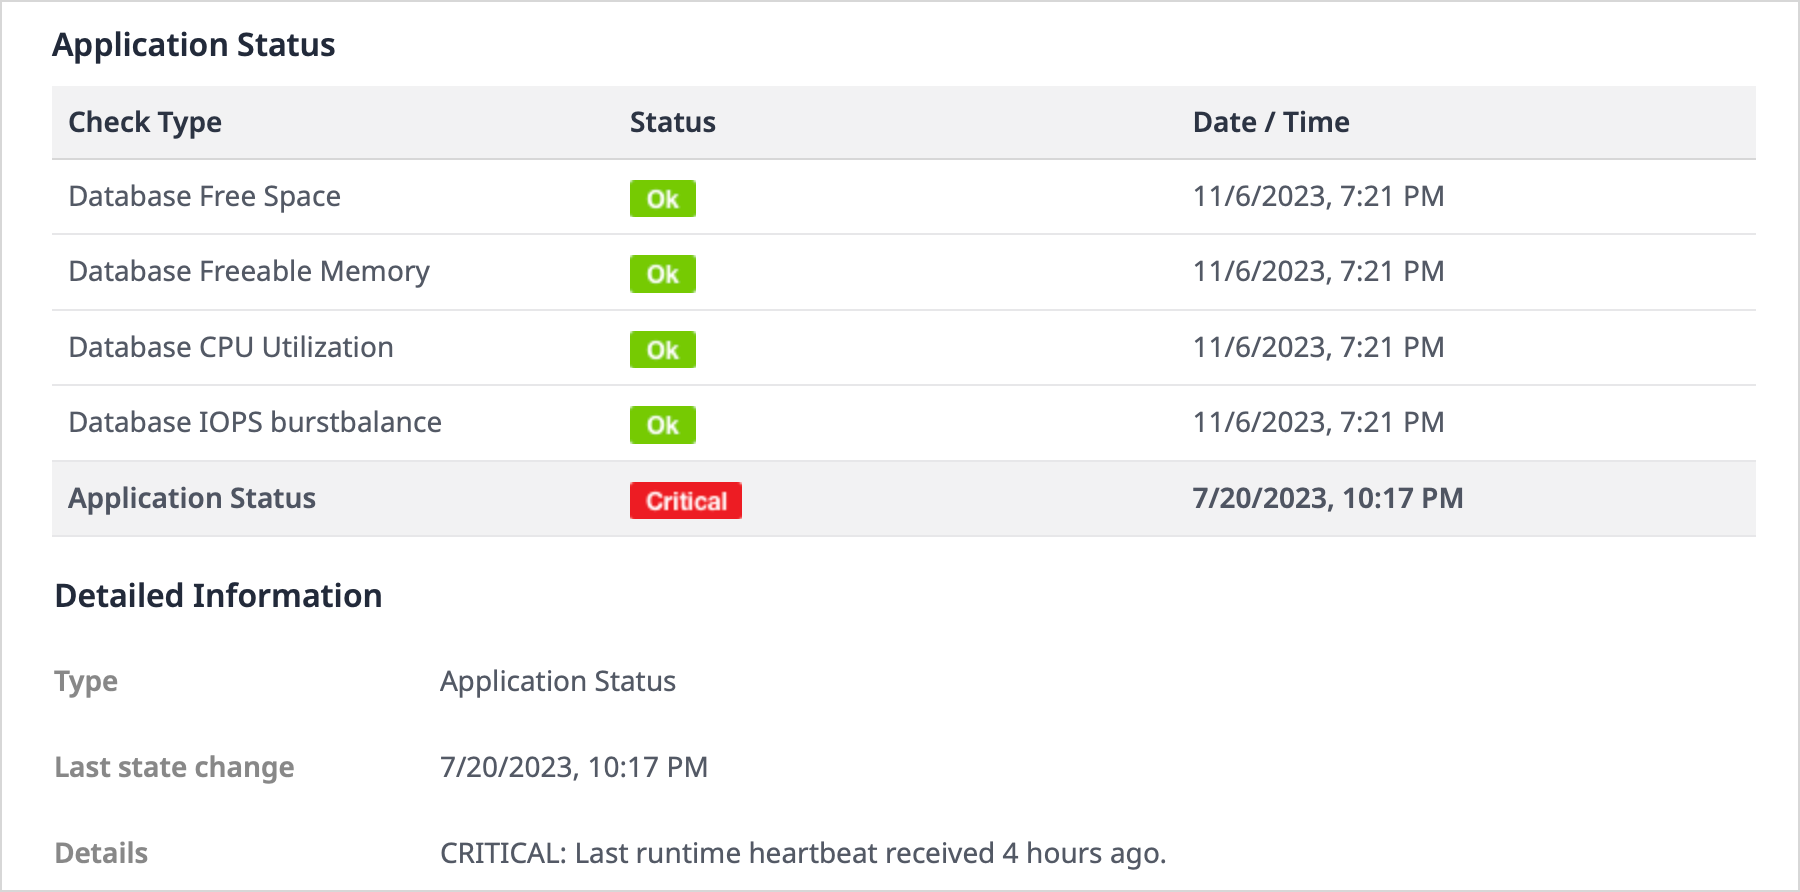 Application Status
Check Type Status Date / Time
Database Free Space Ok 11/6/2023, 7:21 PM
Database Freeable Memory Ok 11/6/2023, 7:21 PM
Database CPU Utilization Ok 11/6/2023, 7:21 PM
Database IOPS burstbalance Ok 11/6/2023, 7:21 PM
Application Status Critical 7/20/2023, 10:17 PM
Detailed Information
Type Application Status
Last state change 7/20/2023, 10:17 PM
Details CRITICAL: Last runtime heartbeat received 4 hours ago.